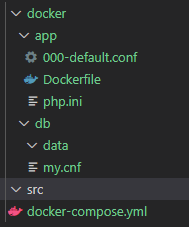 docker
app
000-default.conf
Dockerfile
php.ini
db
data
my.cnf
src
docker-compose.yml